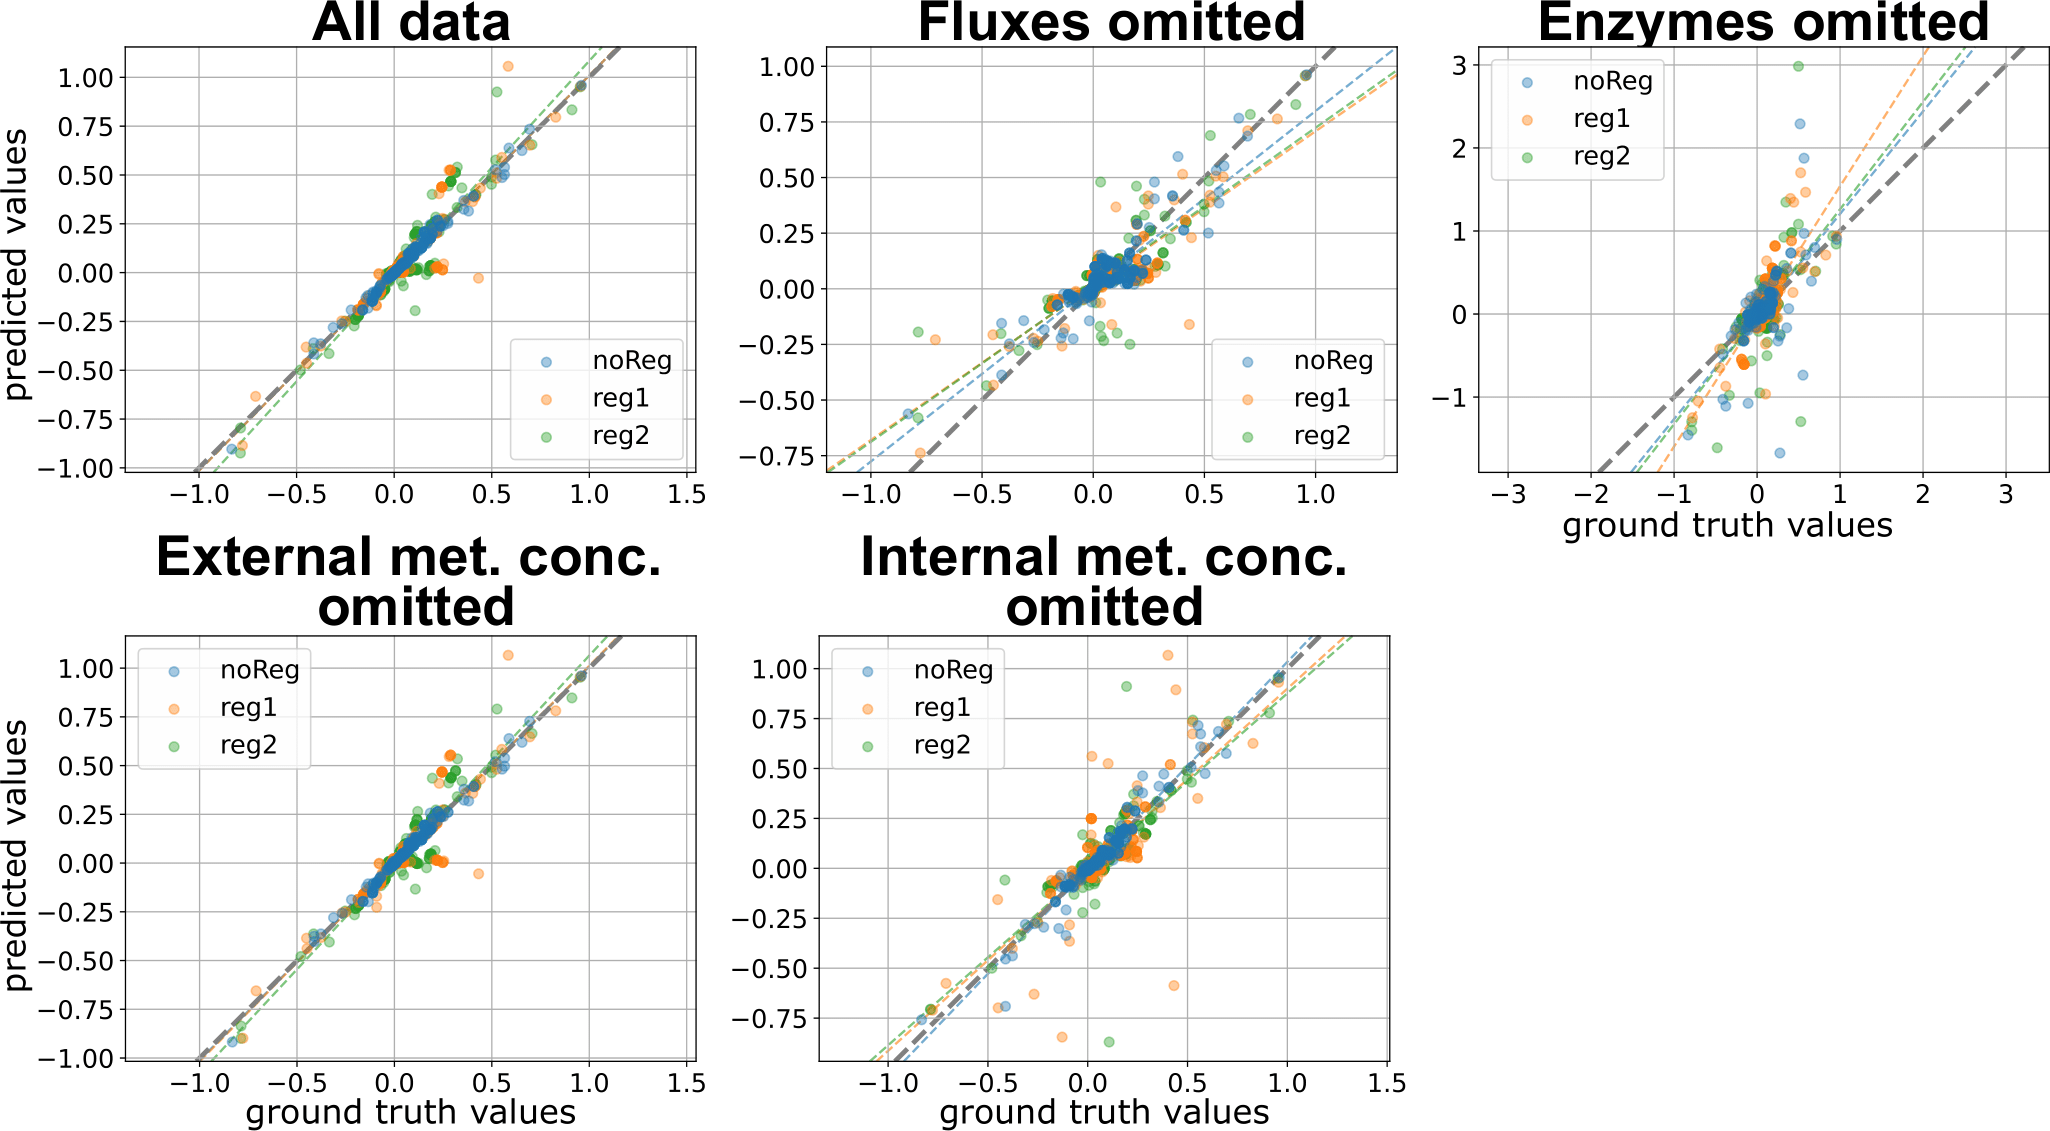 All data
Fluxes omitted
Enzymes omitted
predicted values
1.00
0.75
0.50
0.25
0.00
−0.25
−0.50
−0.75
−1.00
−1.0 −0.5 0.0 0.5 1.0 1.5
noReg
reg1
reg2
1.00
0.75
0.50
0.25
0.00
−0.25
−0.50
−0.75
−1.0 −0.5 0.0 0.5 1.0
noReg
reg1
reg2
3
2
1
0
−1
−3 −2 −1 0 1 2 3
noReg
reg1
reg2
ground truth values
External met. conc.
omitted
Internal met. conc.
omitted
predicted values
1.00
0.75
0.50
0.25
0.00
−0.25
−0.50
−0.75
−1.00
−1.0 −0.5 0.0 0.5 1.0 1.5
noReg
reg1
reg2
ground truth values
1.00
0.75
0.50
0.25
0.00
−0.25
−0.50
−0.75
−1.0 −0.5 0.0 0.5 1.0 1.5
noReg
reg1
reg2
ground truth values